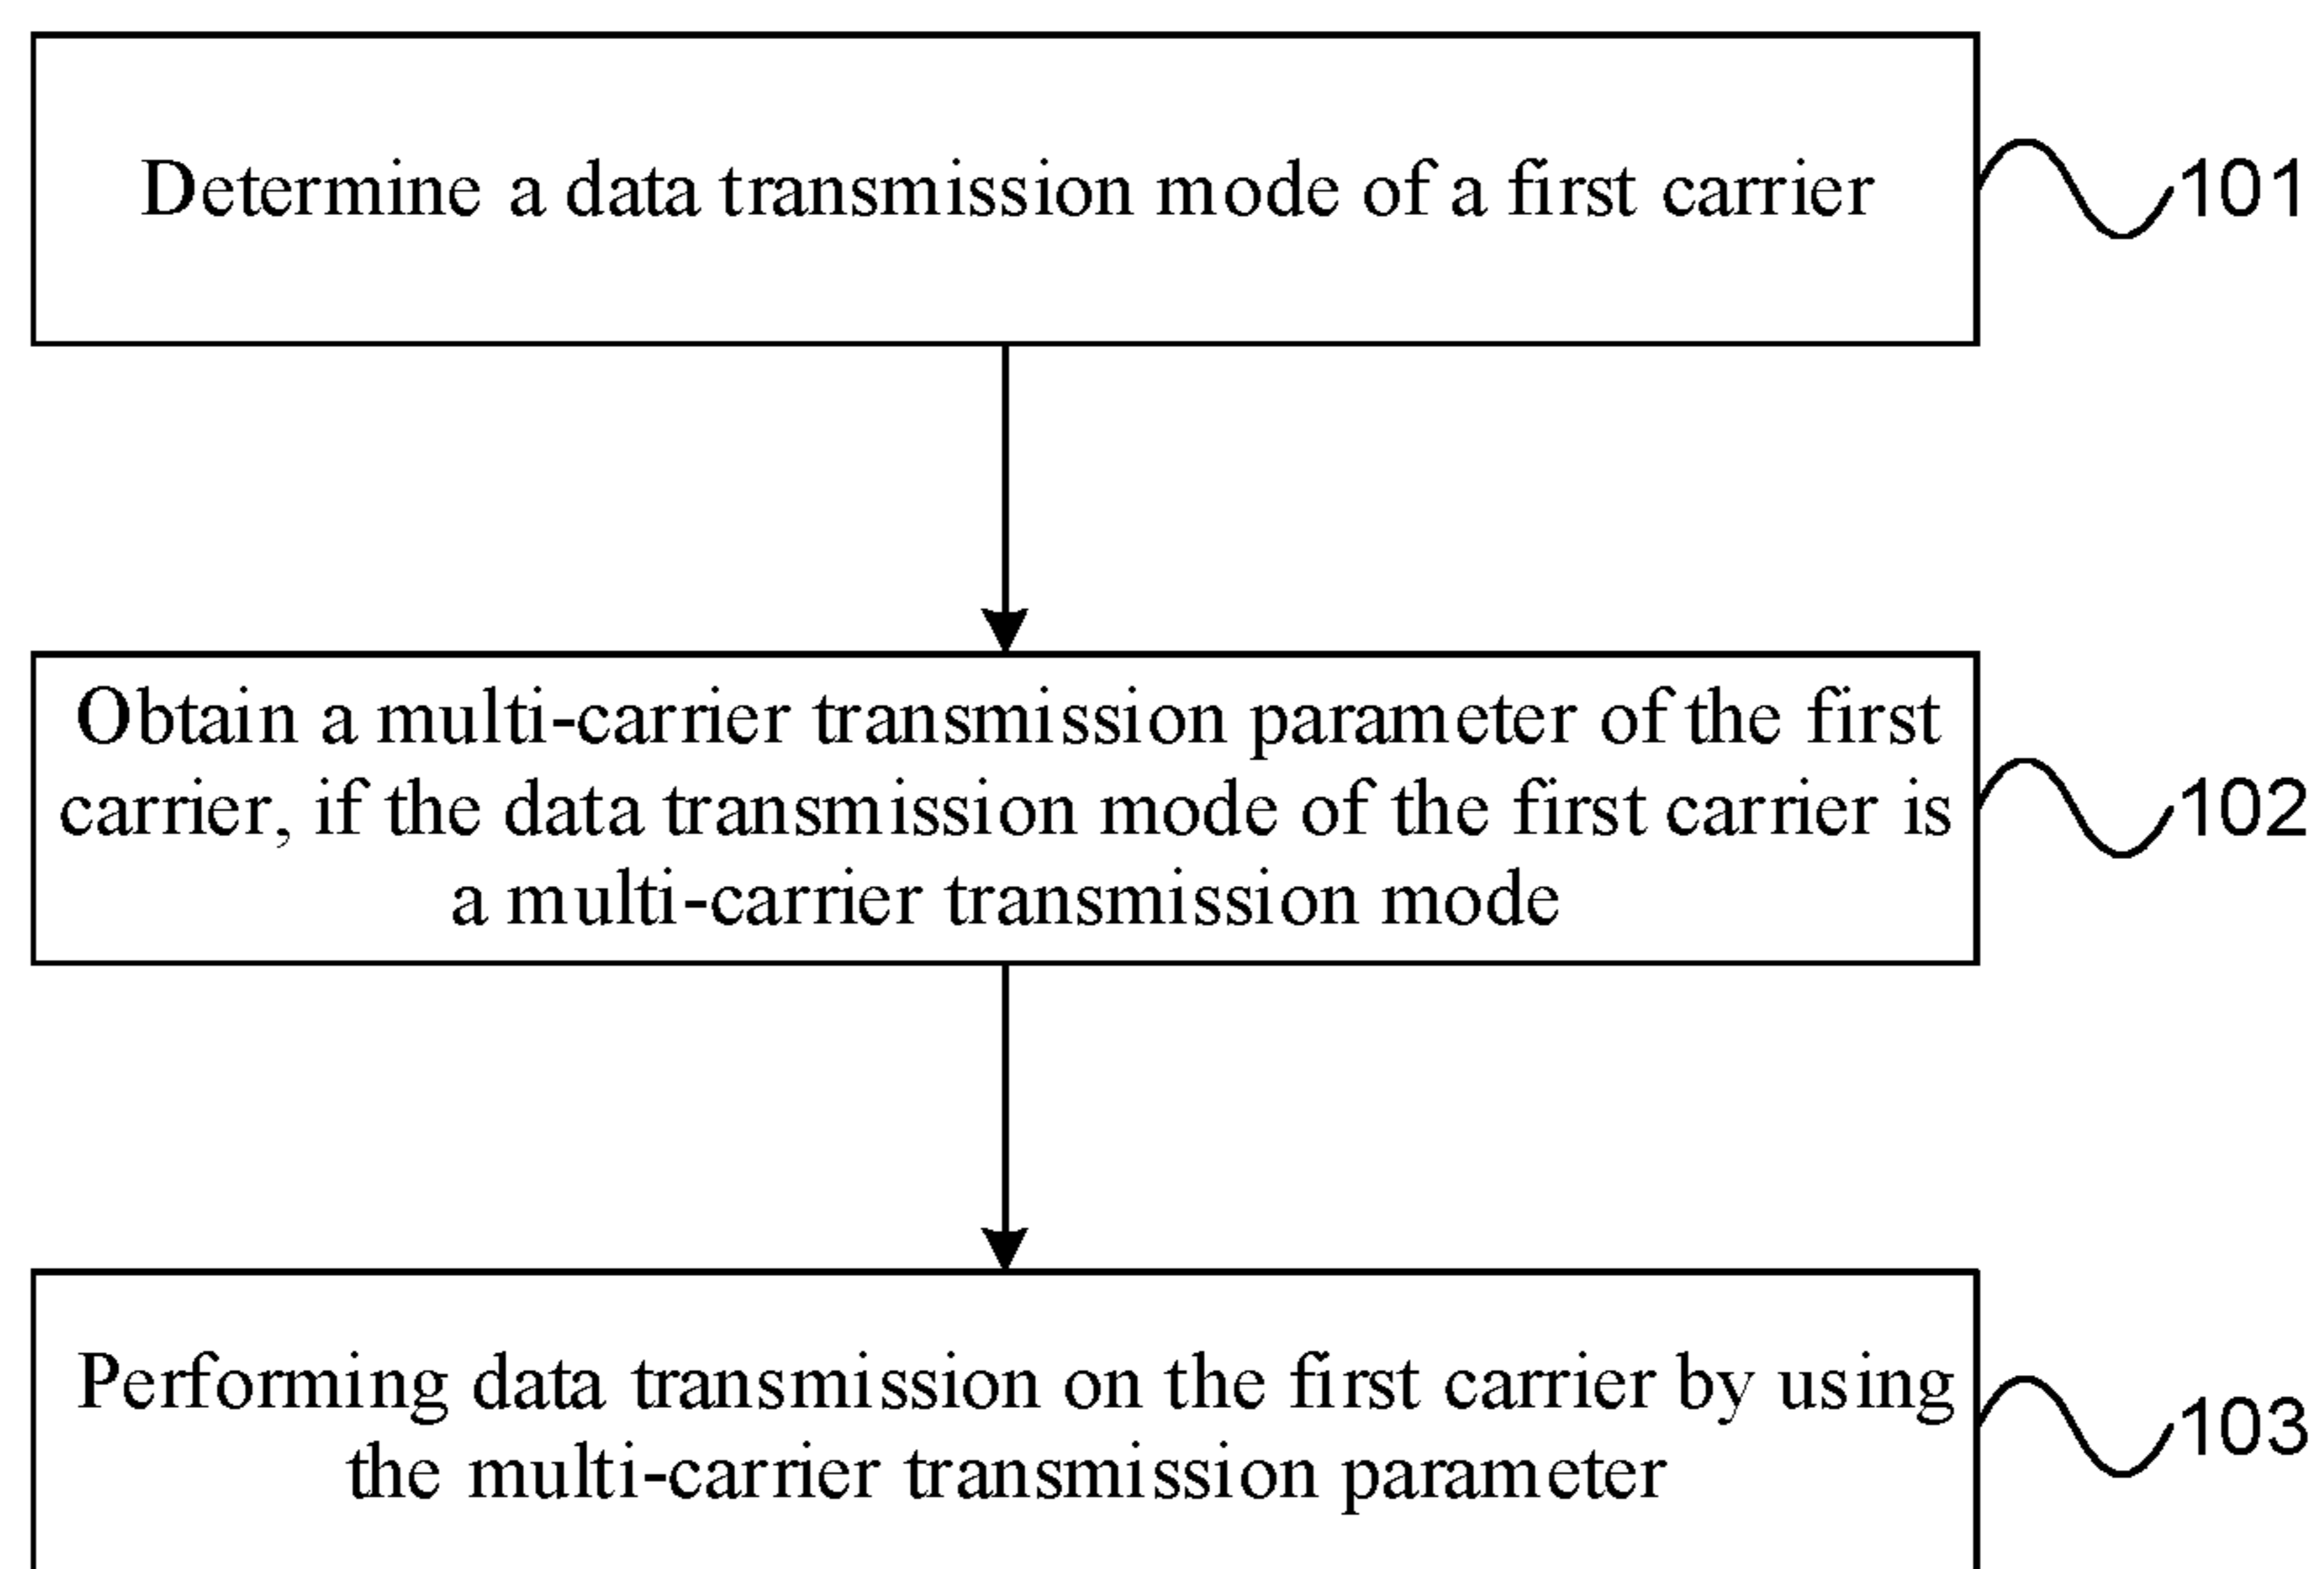 Determine a data transmission mode of a first carrier
101
Obtain a multi-carrier transmission parameter of the first
carrier, if the data transmission mode of the first carrier is
a multi-carrier transmission mode
102
Performing data transmission on the first carrier by using
the multi-carrier transmission parameter
103